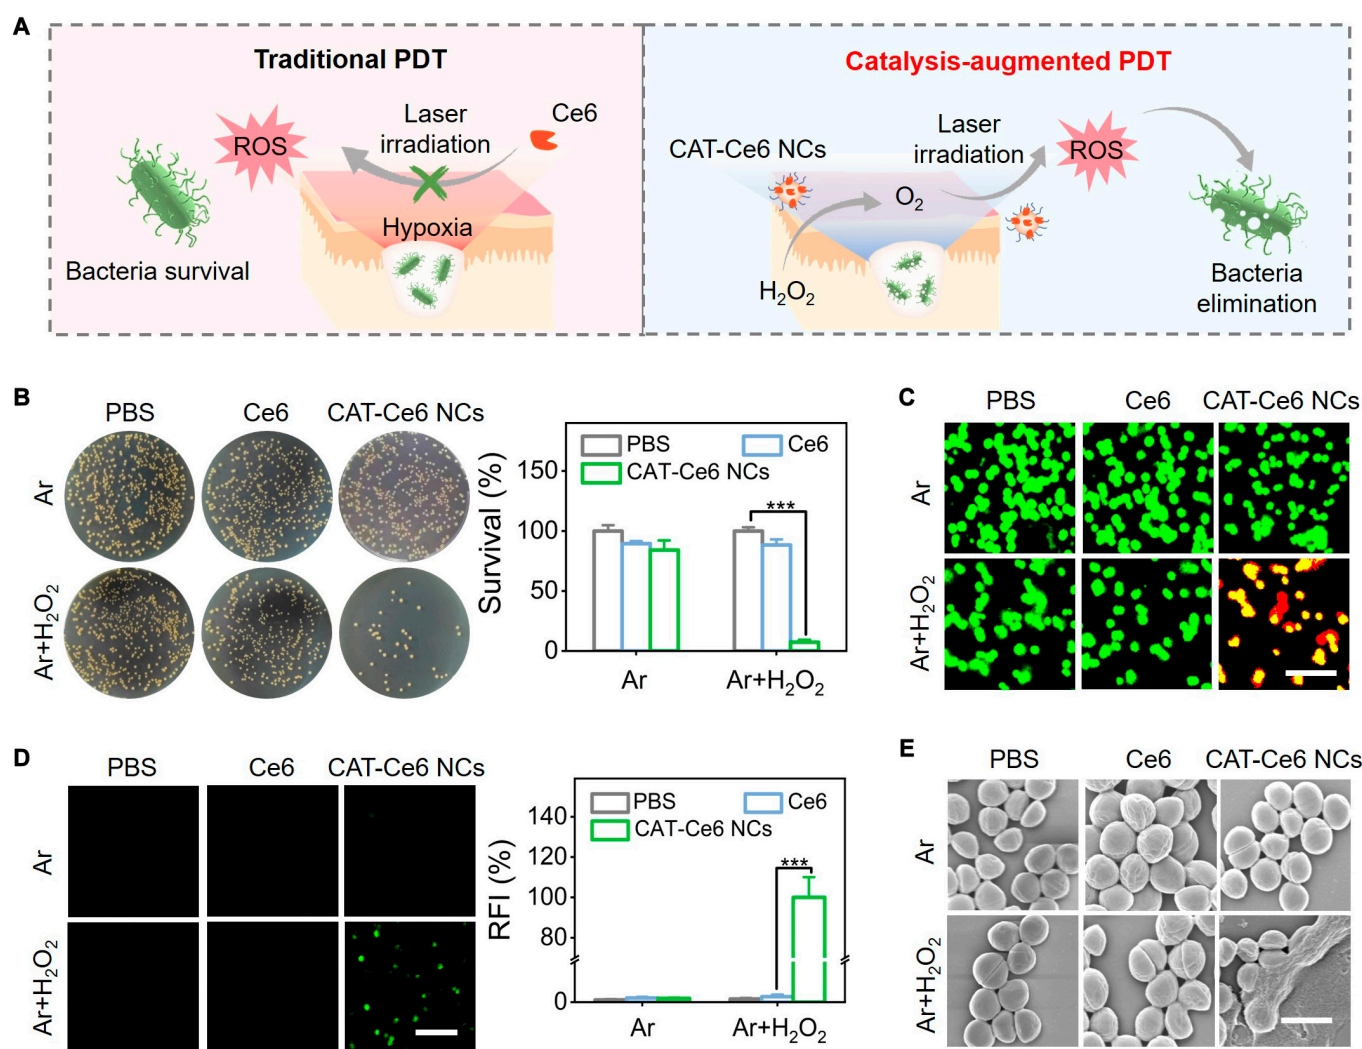 A
Traditional PDT
Catalysis-augmented PDT
ROS
Laser
irradiation
Ce6
Hypoxia
Bacteria survival
CAT-Ce6 NCs
Laser
irradiation
ROS
O₂
H₂O₂
Bacteria
elimination
B
PBS
Ce6
CAT-Ce6 NCs
Ar
Ar+H₂O₂
Survival (%)
150
100
50
0
PBS
Ce6
CAT-Ce6 NCs
***
Ar
Ar+H₂O₂
C
PBS
Ce6
CAT-Ce6 NCs
Ar
Ar+H₂O₂
D
PBS
Ce6
CAT-Ce6 NCs
Ar
Ar+H₂O₂
RFI (%)
140
120
100
80
0
PBS
Ce6
CAT-Ce6 NCs
***
Ar
Ar+H₂O₂
E
PBS
Ce6
CAT-Ce6 NCs
Ar
Ar+H₂O₂